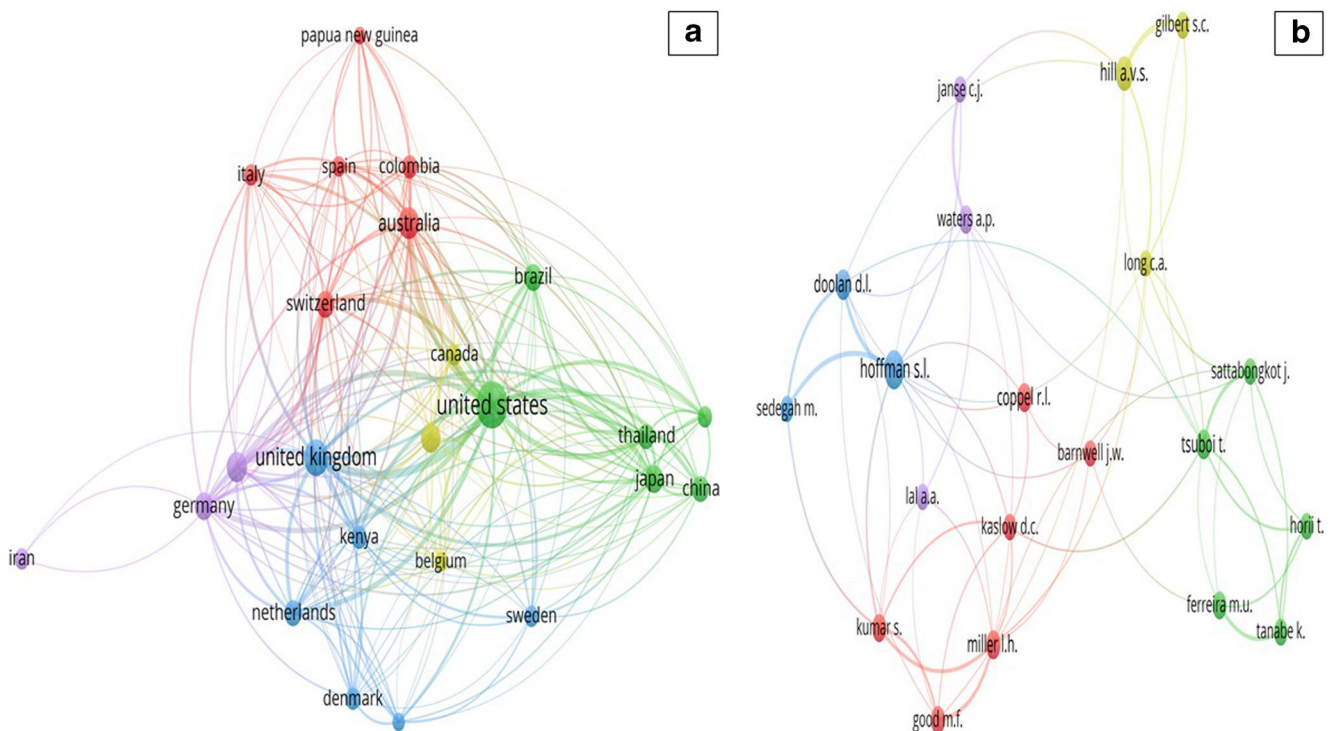 a
papua new guinea
italy
spain
colombia
australia
brazil
switzerland
canada
united states
thailand
united kingdom
japan
china
germany
kenya
iran
belgium
netherlands
sweden
denmark
b
gilbert s.c.
hill a.v.s.
janse c.j.
waters a.p.
long c.a.
doolan d.l.
hoffman s.l.
sattabongkot j.
coppel r.l.
sedegah m.
tsuboi t.
barnwell j.w.
lal a.a.
kaslow d.c.
horii t.
ferreira m.u.
kumar s.
tanabe k.
miller l.h.
good m.f.